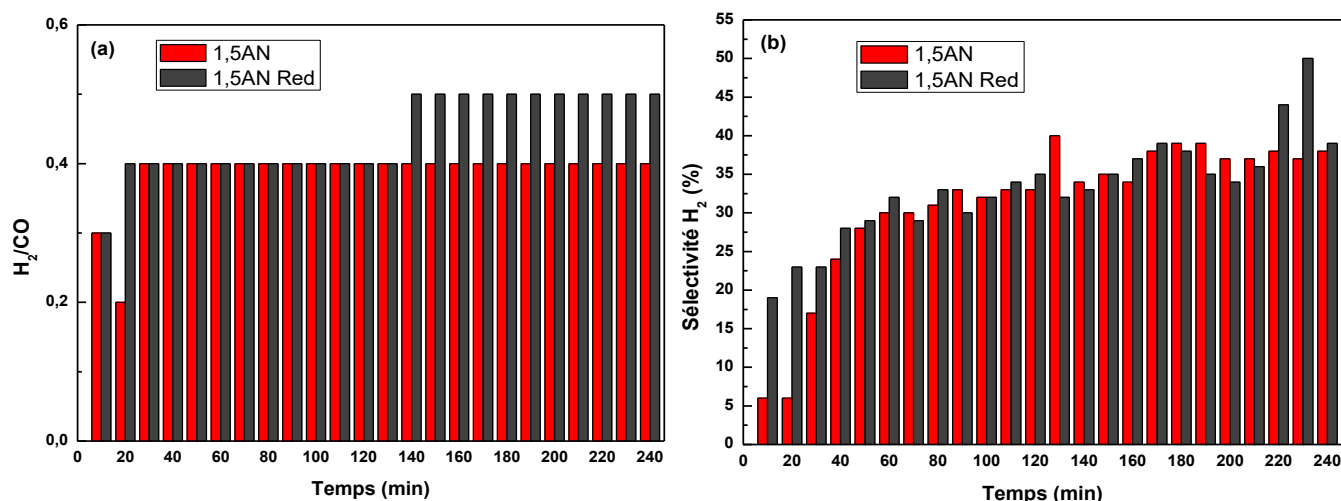 (a)
1,5AN
1,5AN Red
0,6
0,4
0,2
0,0
H₂/CO
0 20 40 60 80 100 120 140 160 180 200 220 240
Temps (min)
(b)
1,5AN
1,5AN Red
55
50
45
40
35
30
25
20
15
10
5
0
Sélectivité H₂ (%)
0 20 40 60 80 100 120 140 160 180 200 220 240
Temps (min)